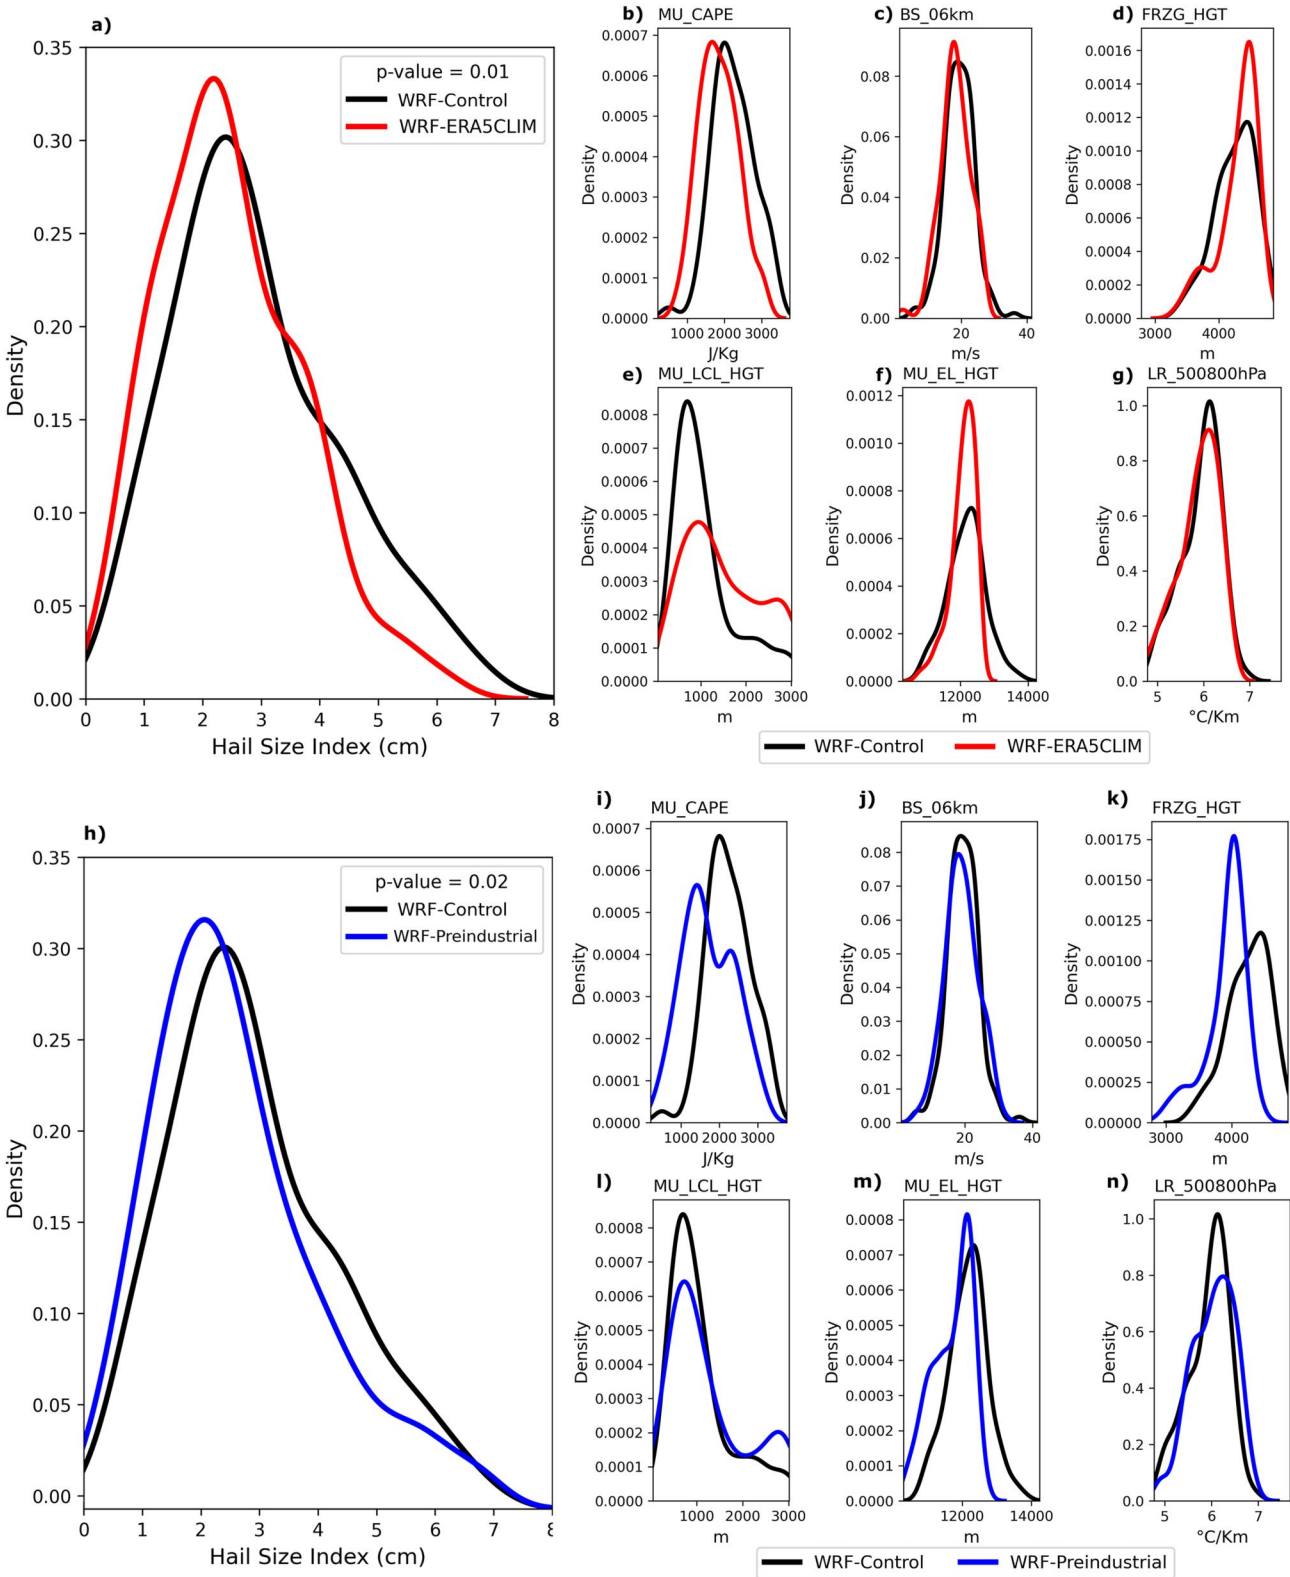 a)
0.35
0.30
0.25
0.20
0.15
0.10
0.05
0.00
Density
0 1 2 3 4 5 6 7 8
Hail Size Index (cm)
p-value = 0.01
WRF-Control
WRF-ERA5CLIM
b) MU_CAPE
0.0007
0.0006
0.0005
0.0004
0.0003
0.0002
0.0001
0.0000
Density
1000 2000 3000
J/Kg
c) BS_06km
0.08
0.06
0.04
0.02
0.00
Density
20 40
m/s
d) FRZG_HGT
0.0016
0.0014
0.0012
0.0010
0.0008
0.0006
0.0004
0.0002
0.0000
Density
3000 4000
m
e) MU_LCL_HGT
0.0008
0.0007
0.0006
0.0005
0.0004
0.0003
0.0002
0.0001
0.0000
Density
1000 2000 3000
m
f) MU_EL_HGT
0.0012
0.0010
0.0008
0.0006
0.0004
0.0002
0.0000
Density
12000 14000
m
g) LR_500800hPa
1.0
0.8
0.6
0.4
0.2
0.0
Density
5 6 7
°C/Km
WRF-Control WRF-ERA5CLIM
h)
0.35
0.30
0.25
0.20
0.15
0.10
0.05
0.00
Density
0 1 2 3 4 5 6 7 8
Hail Size Index (cm)
p-value = 0.02
WRF-Control
WRF-Preindustrial
i) MU_CAPE
0.0007
0.0006
0.0005
0.0004
0.0003
0.0002
0.0001
0.0000
Density
1000 2000 3000
J/Kg
j) BS_06km
0.08
0.07
0.06
0.05
0.04
0.03
0.02
0.01
0.00
Density
20 40
m/s
k) FRZG_HGT
0.00175
0.00150
0.00125
0.00100
0.00075
0.00050
0.00025
0.00000
Density
3000 4000
m
l) MU_LCL_HGT
0.0008
0.0007
0.0006
0.0005
0.0004
0.0003
0.0002
0.0001
0.0000
Density
1000 2000 3000
m
m) MU_EL_HGT
0.0008
0.0007
0.0006
0.0005
0.0004
0.0003
0.0002
0.0001
0.0000
Density
12000 14000
m
n) LR_500800hPa
1.0
0.8
0.6
0.4
0.2
0.0
Density
5 6 7
°C/Km
WRF-Control WRF-Preindustrial